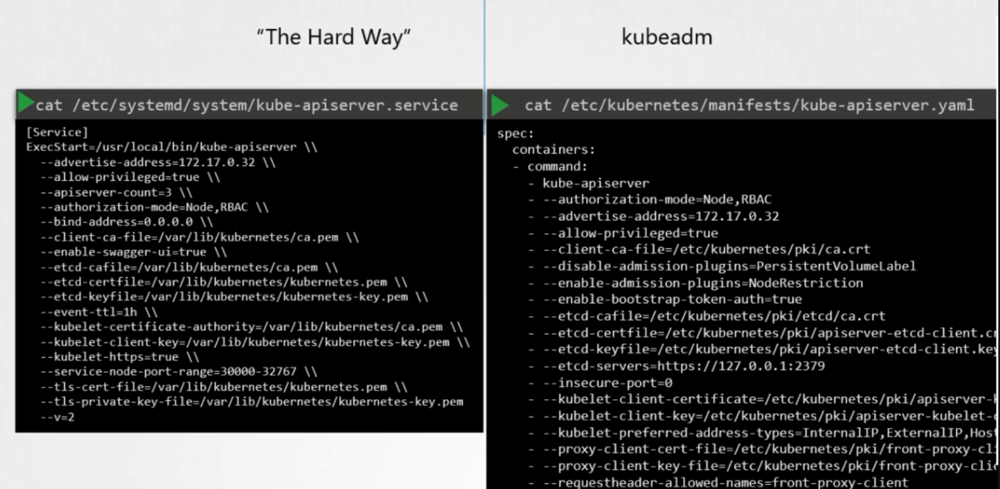 “The Hard Way”
kubeadm
cat /etc/systemd/system/kube-apiserver.service
[Service]
ExecStart=/usr/local/bin/kube-apiserver \\
--advertise-address=172.17.0.32 \\
--allow-privileged=true \\
--apiserver-count=3 \\
--authorization-mode=Node,RBAC \\
--bind-address=0.0.0.0 \\
--client-ca-file=/var/lib/kubernetes/ca.pem \\
--enable-swagger-ui=true \\
--etcd-cafile=/var/lib/kubernetes/ca.pem \\
--etcd-certfile=/var/lib/kubernetes/kubernetes.pem \\
--etcd-keyfile=/var/lib/kubernetes/kubernetes-key.pem \\
--event-ttl=1h \\
--kubelet-certificate-authority=/var/lib/kubernetes/ca.pem \\
--kubelet-client-key=/var/lib/kubernetes/kubernetes-key.pem \\
--kubelet-https=true \\
--service-node-port-range=30000-32767 \\
--tls-cert-file=/var/lib/kubernetes/kubernetes.pem \\
--tls-private-key-file=/var/lib/kubernetes/kubernetes-key.pem
--v=2
cat /etc/kubernetes/manifests/kube-apiserver.yaml
spec:
containers:
- command:
- kube-apiserver
- --authorization-mode=Node,RBAC
- --advertise-address=172.17.0.32
- --allow-privileged=true
- --client-ca-file=/etc/kubernetes/pki/ca.crt
- --disable-admission-plugins=PersistentVolumeLabel
- --enable-admission-plugins=NodeRestriction
- --enable-bootstrap-token-auth=true
- --etcd-cafile=/etc/kubernetes/pki/etcd/ca.crt
- --etcd-certfile=/etc/kubernetes/pki/apiserver-etcd-client.cr
- --etcd-keyfile=/etc/kubernetes/pki/apiserver-etcd-client.key
- --etcd-servers=https://127.0.0.1:2379
- --insecure-port=0
- --kubelet-client-certificate=/etc/kubernetes/pki/apiserver-k
- --kubelet-client-key=/etc/kubernetes/pki/apiserver-kubelet-c
- --kubelet-preferred-address-types=InternalIP,ExternalIP,Host
- --proxy-client-cert-file=/etc/kubernetes/pki/front-proxy-cli
- --proxy-client-key-file=/etc/kubernetes/pki/front-proxy-clie
- --requestheader-allowed-names=front-proxy-client